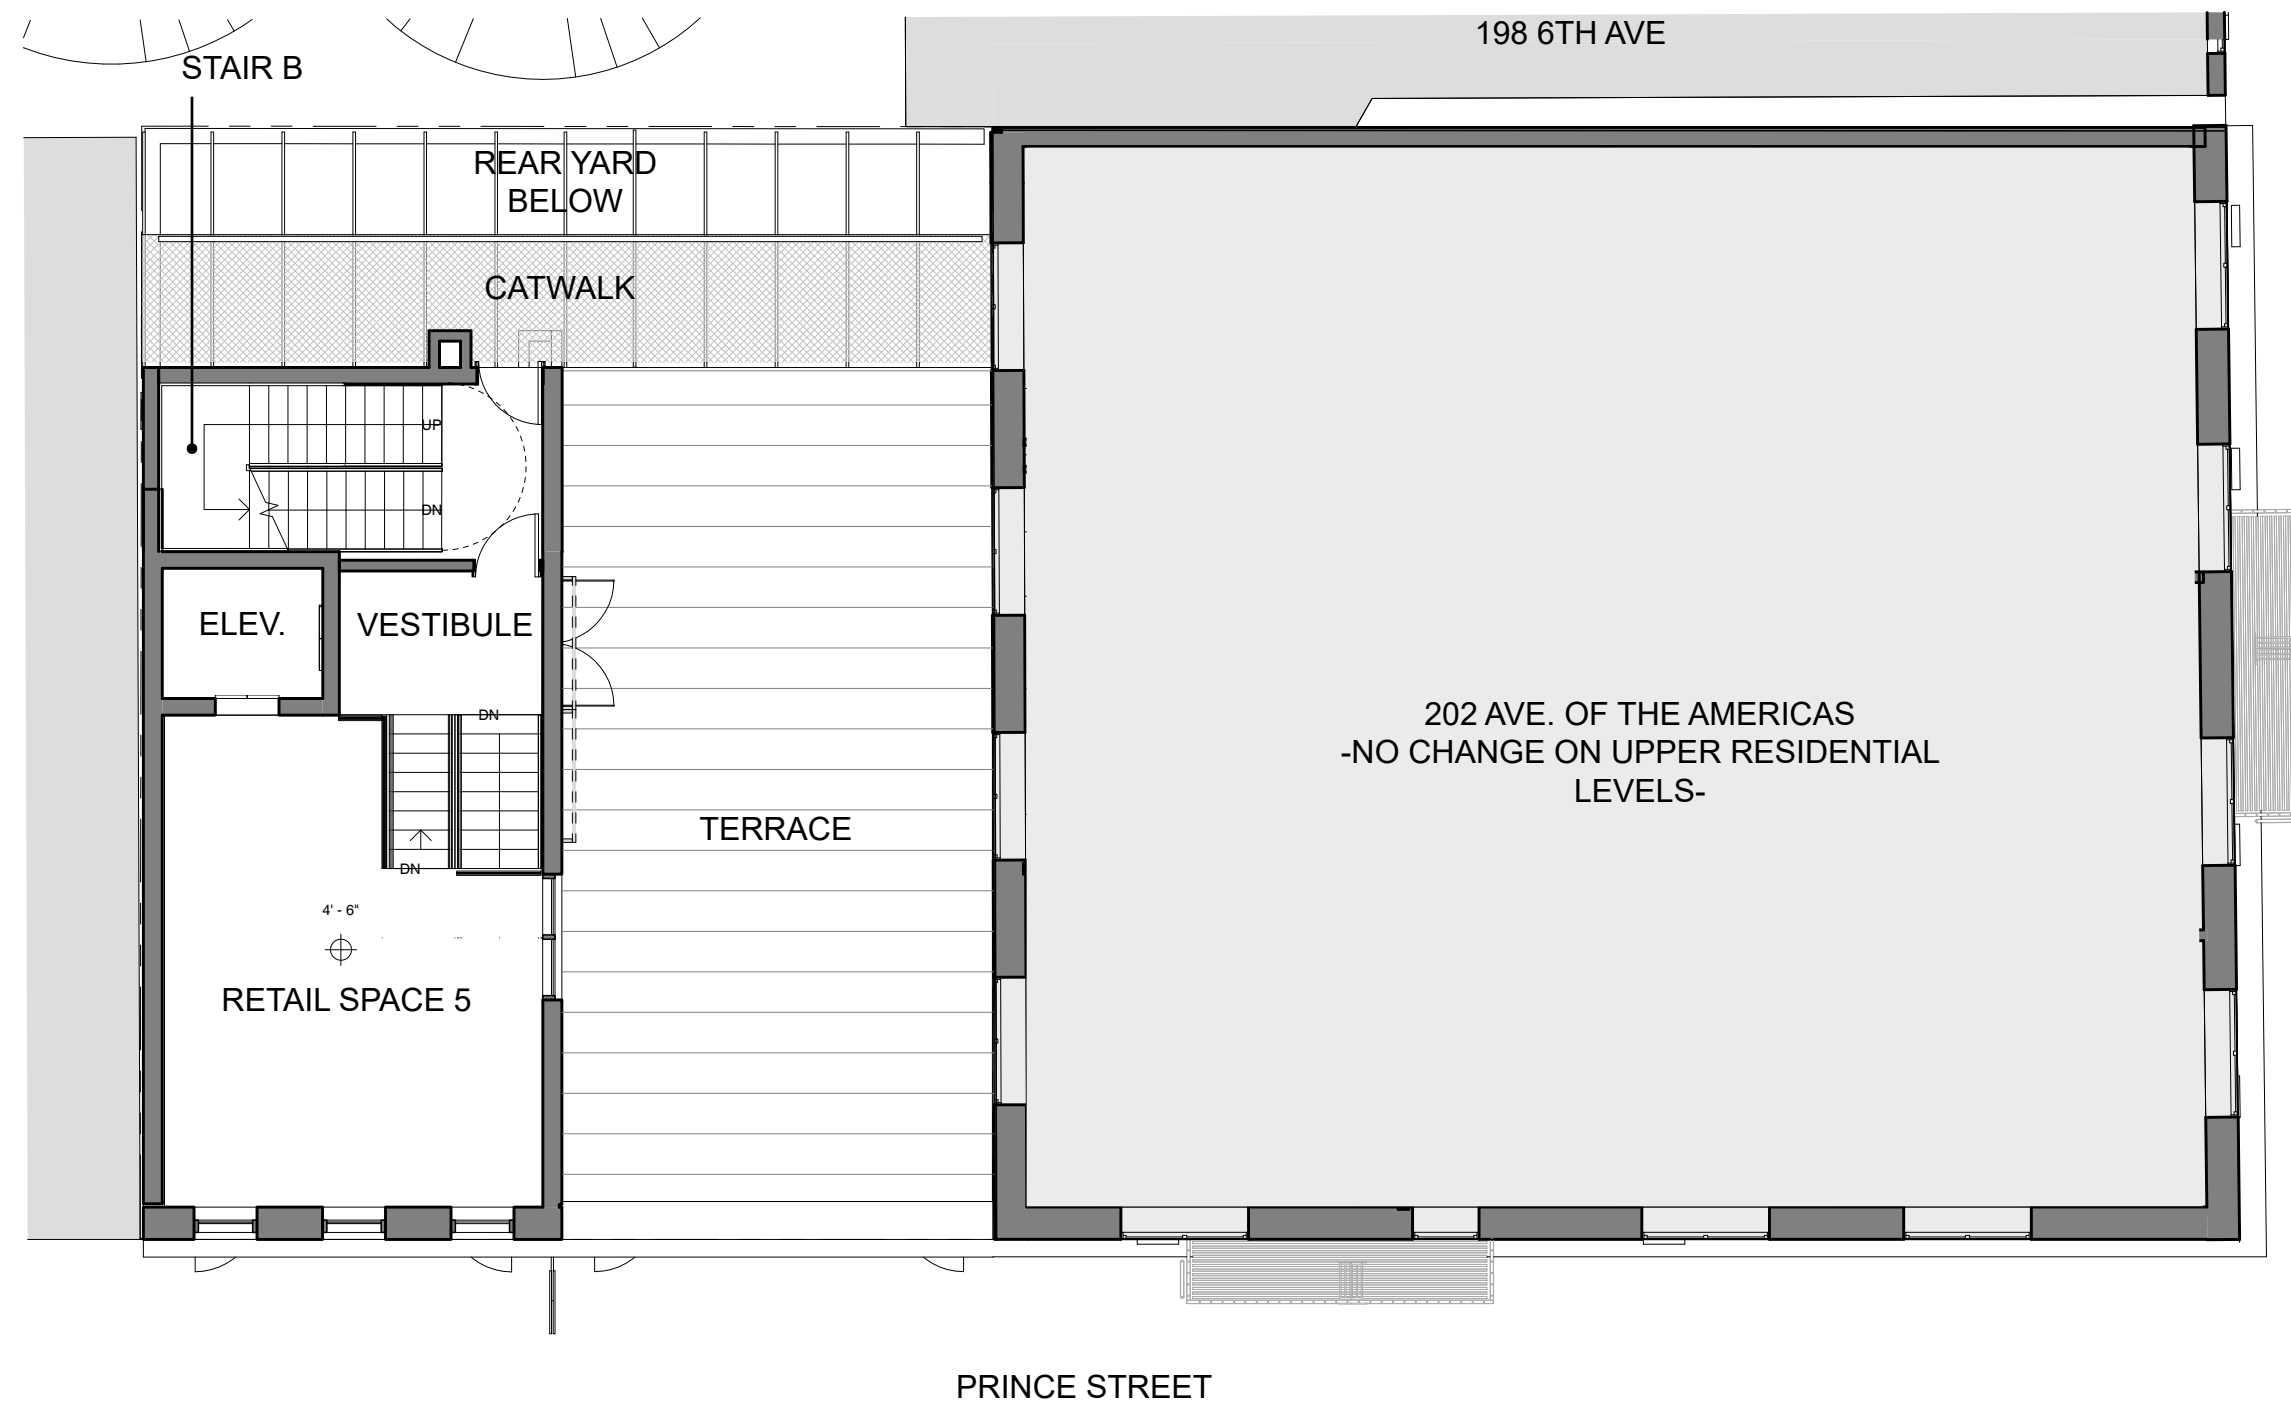 198 6TH AVE
STAIR B
REAR YARD
BELOW
CATWALK
UP
DN
ELEV.
VESTIBULE
DN
202 AVE. OF THE AMERICAS
-NO CHANGE ON UPPER RESIDENTIAL
LEVELS-
TERRACE
DN
4' - 6"
RETAIL SPACE 5
PRINCE STREET